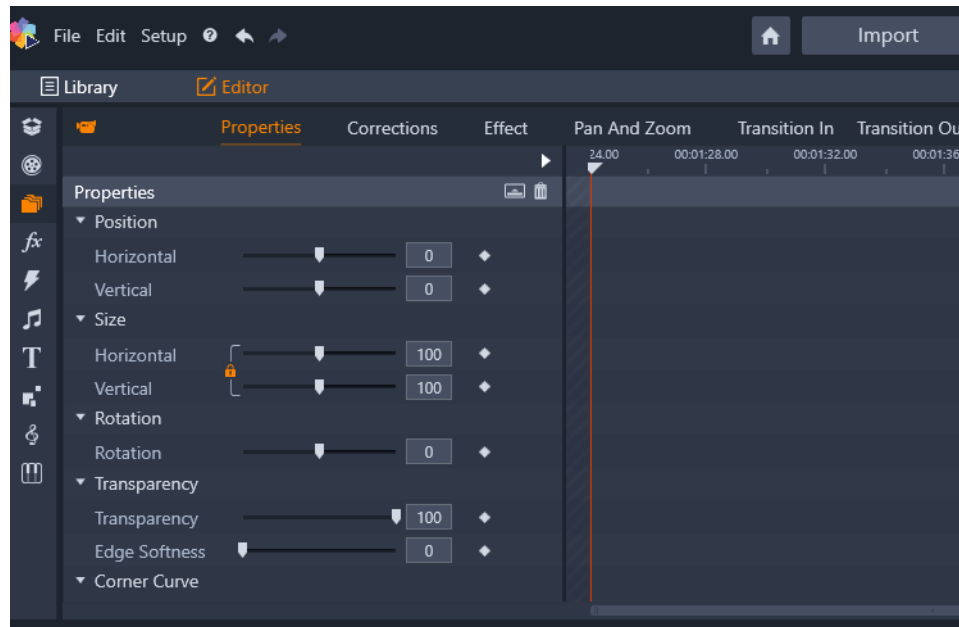 File Edit Setup
Import
Library Editor
Properties Corrections Effect Pan And Zoom Transition In Transition Ou
24.00 00:01:28.00 00:01:32.00 00:01:36
Properties
Position
Horizontal 0
Vertical 0
Size
Horizontal 100
Vertical 100
Rotation
Rotation 0
Transparency
Transparency 100
Edge Softness 0
Corner Curve